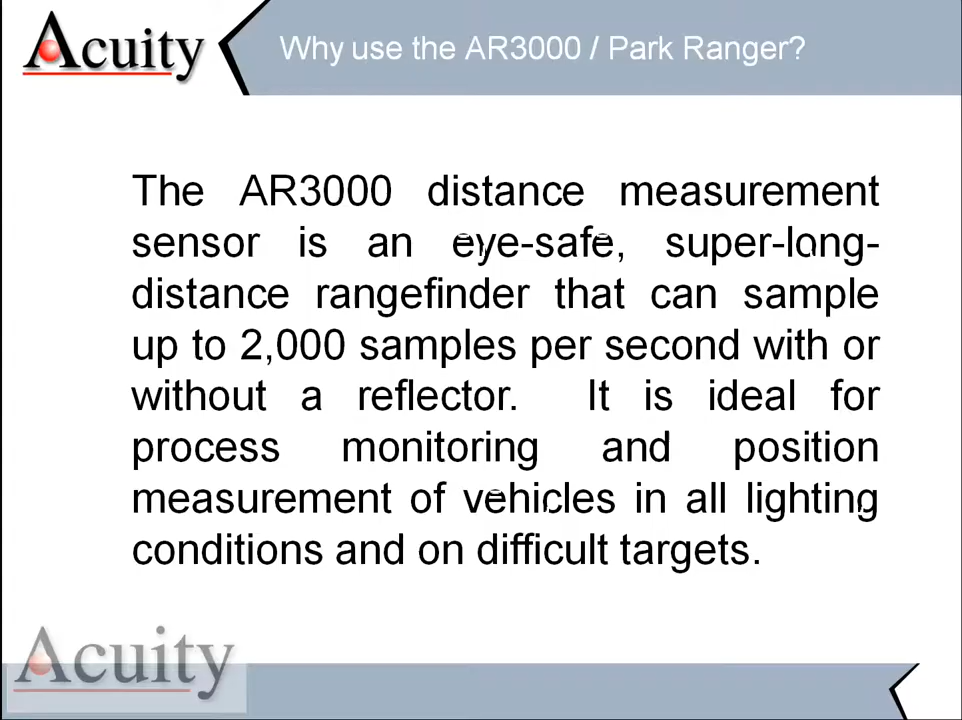 Acuity
Why use the AR3000 / Park Ranger?
The AR3000 distance measurement
sensor is an eye-safe, super-long-
distance rangefinder that can sample
up to 2,000 samples per second with or
without a reflector. It is ideal for
process monitoring and position
measurement of vehicles in all lighting
conditions and on difficult targets.
Acuity